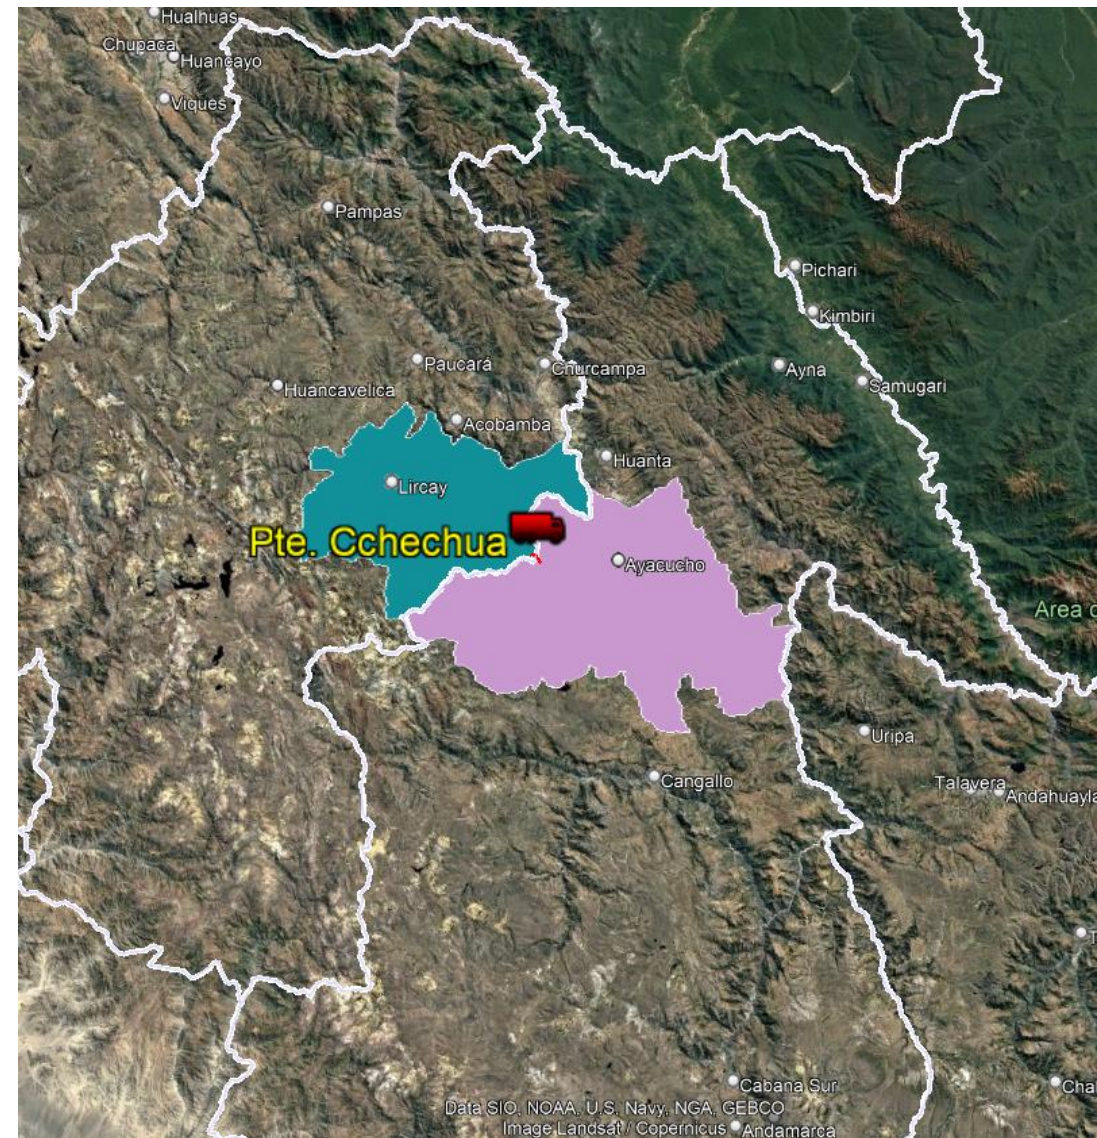 Hualhuas
Chupaca
Huancayo
Viques
Pampas
Pichari
Kimbiri
Paucará
Churcampa
Ayna
Huancavelica
Samugari
Acobamba
Huanta
Lircay
Pte. Cchechua
Ayacucho
Area
Uripa
Cangallo
Talavera
Andahuayla
Cabana Sur
Data SIO, NOAA, U.S. Navy, NGA, GEBCO
Image Landsat / Copernicus
Andamarca